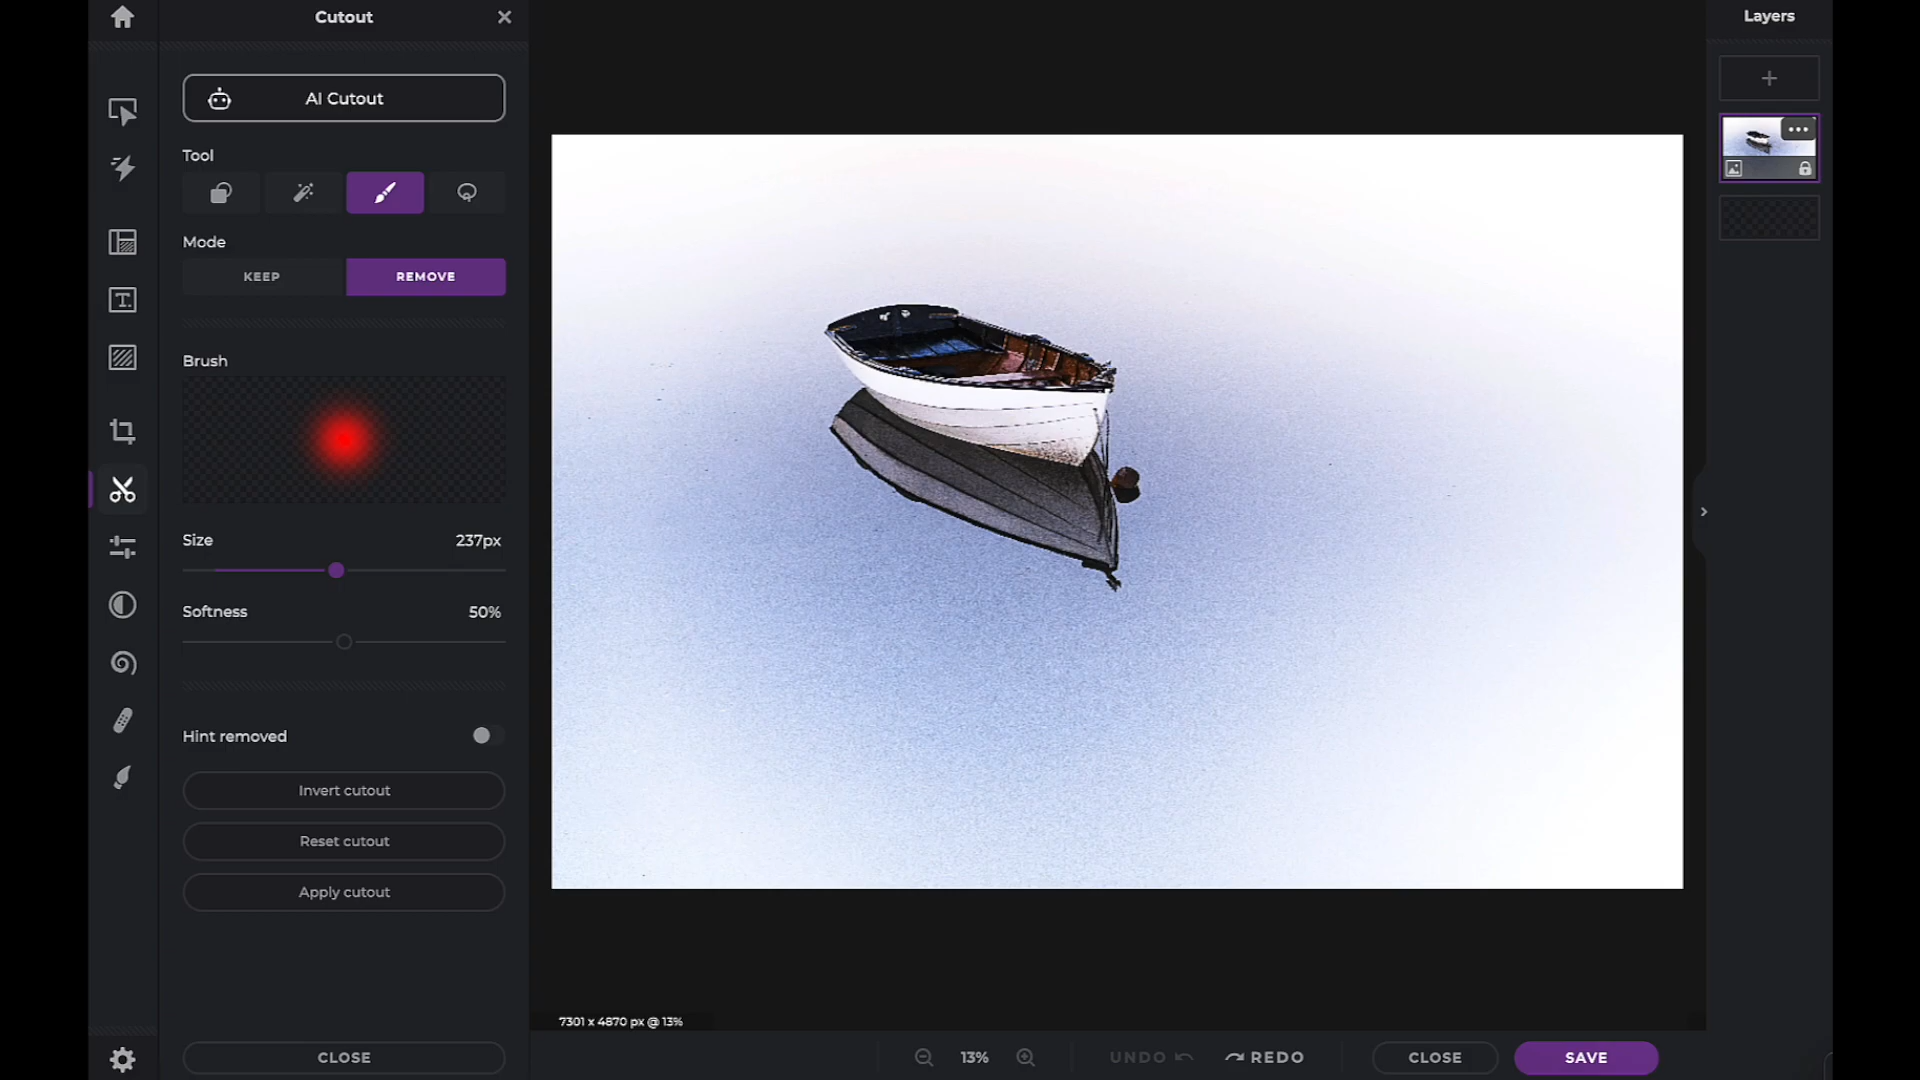 Cutout
Layers
AI Cutout
Tool
Mode
KEEP
REMOVE
Brush
Size
237px
Softness
50%
Hint removed
Invert cutout
Reset cutout
Apply cutout
7301 x 4870 px @ 13%
CLOSE
13%
UNDO
REDO
CLOSE
SAVE